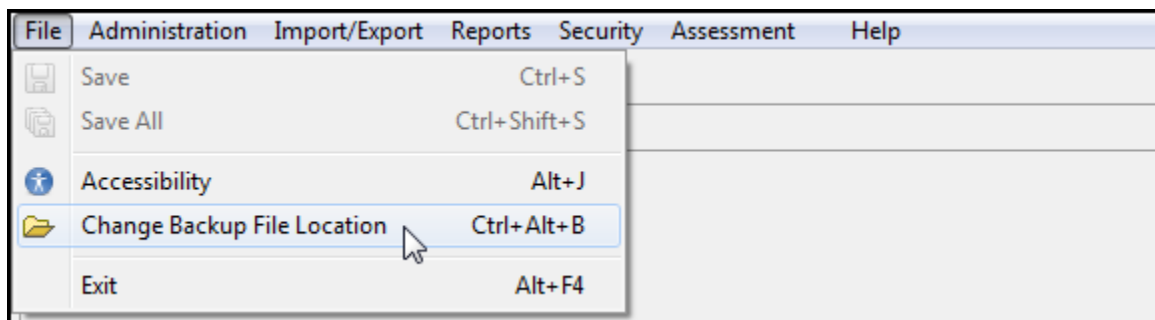 File Administration Import/Export Reports Security Assessment Help
Save Ctrl+S
Save All Ctrl+Shift+S
Accessibility Alt+J
Change Backup File Location Ctrl+Alt+B
Exit Alt+F4